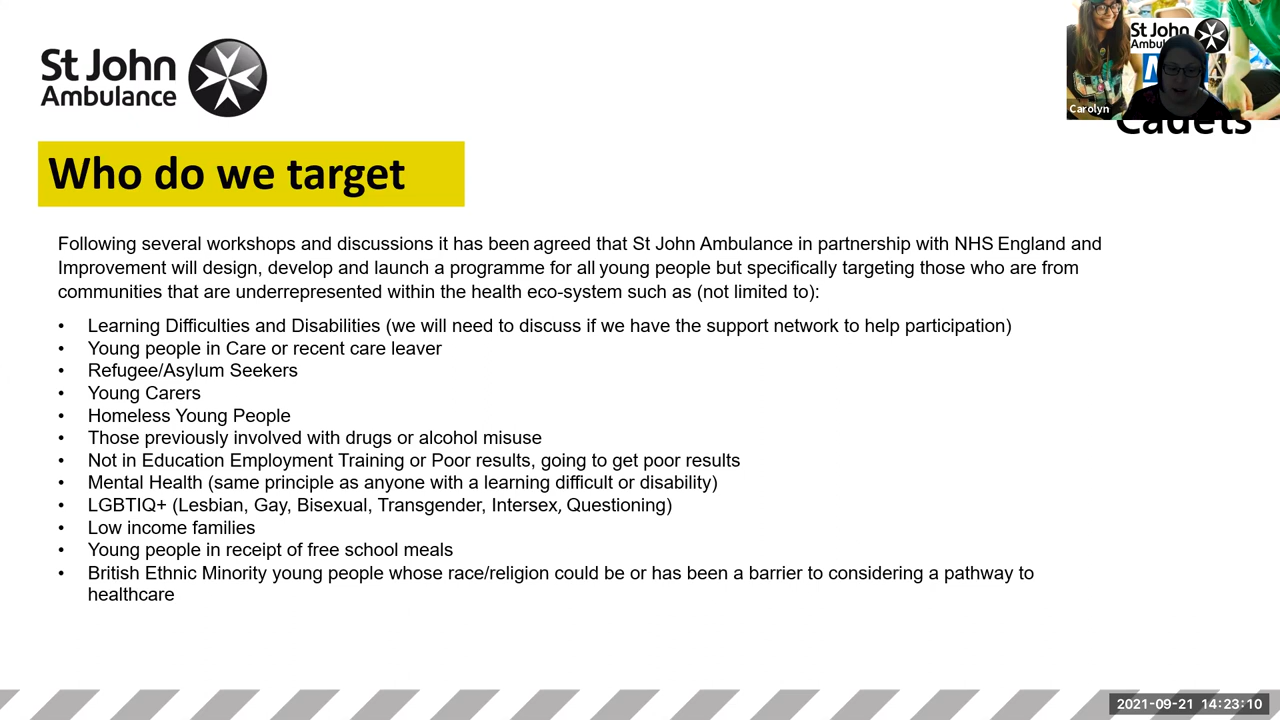 St John
Ambulance
St John
Carolyn
Cadets
Who do we target
Following several workshops and discussions it has been agreed that St John Ambulance in partnership with NHS England and
Improvement will design, develop and launch a programme for all young people but specifically targeting those who are from
communities that are underrepresented within the health eco-system such as (not limited to):
• Learning Difficulties and Disabilities (we will need to discuss if we have the support network to help participation)
• Young people in Care or recent care leaver
• Refugee/Asylum Seekers
• Young Carers
• Homeless Young People
• Those previously involved with drugs or alcohol misuse
• Not in Education Employment Training or Poor results, going to get poor results
• Mental Health (same principle as anyone with a learning difficult or disability)
• LGBTIQ+ (Lesbian, Gay, Bisexual, Transgender, Intersex, Questioning)
• Low income families
• Young people in receipt of free school meals
• British Ethnic Minority young people whose race/religion could be or has been a barrier to considering a pathway to
healthcare
2021-09-21 14:23:10